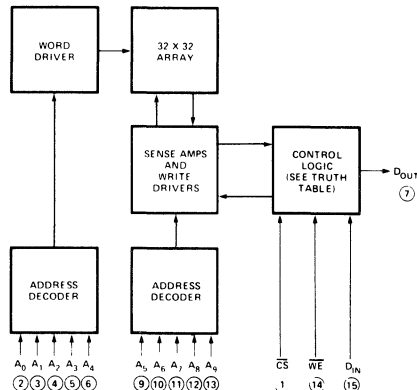 WORD
DRIVER
32 X 32
ARRAY
SENSE AMPS
AND
WRITE
DRIVERS
CONTROL
LOGIC
(SEE TRUTH
TABLE)
DOUT
7
ADDRESS
DECODER
ADDRESS
DECODER
A0 A1 A2 A3 A4
2 3 4 5 6
A5 A6 A7 A8 A9
9 10 11 12 13
CS WE DIN
1 14 15